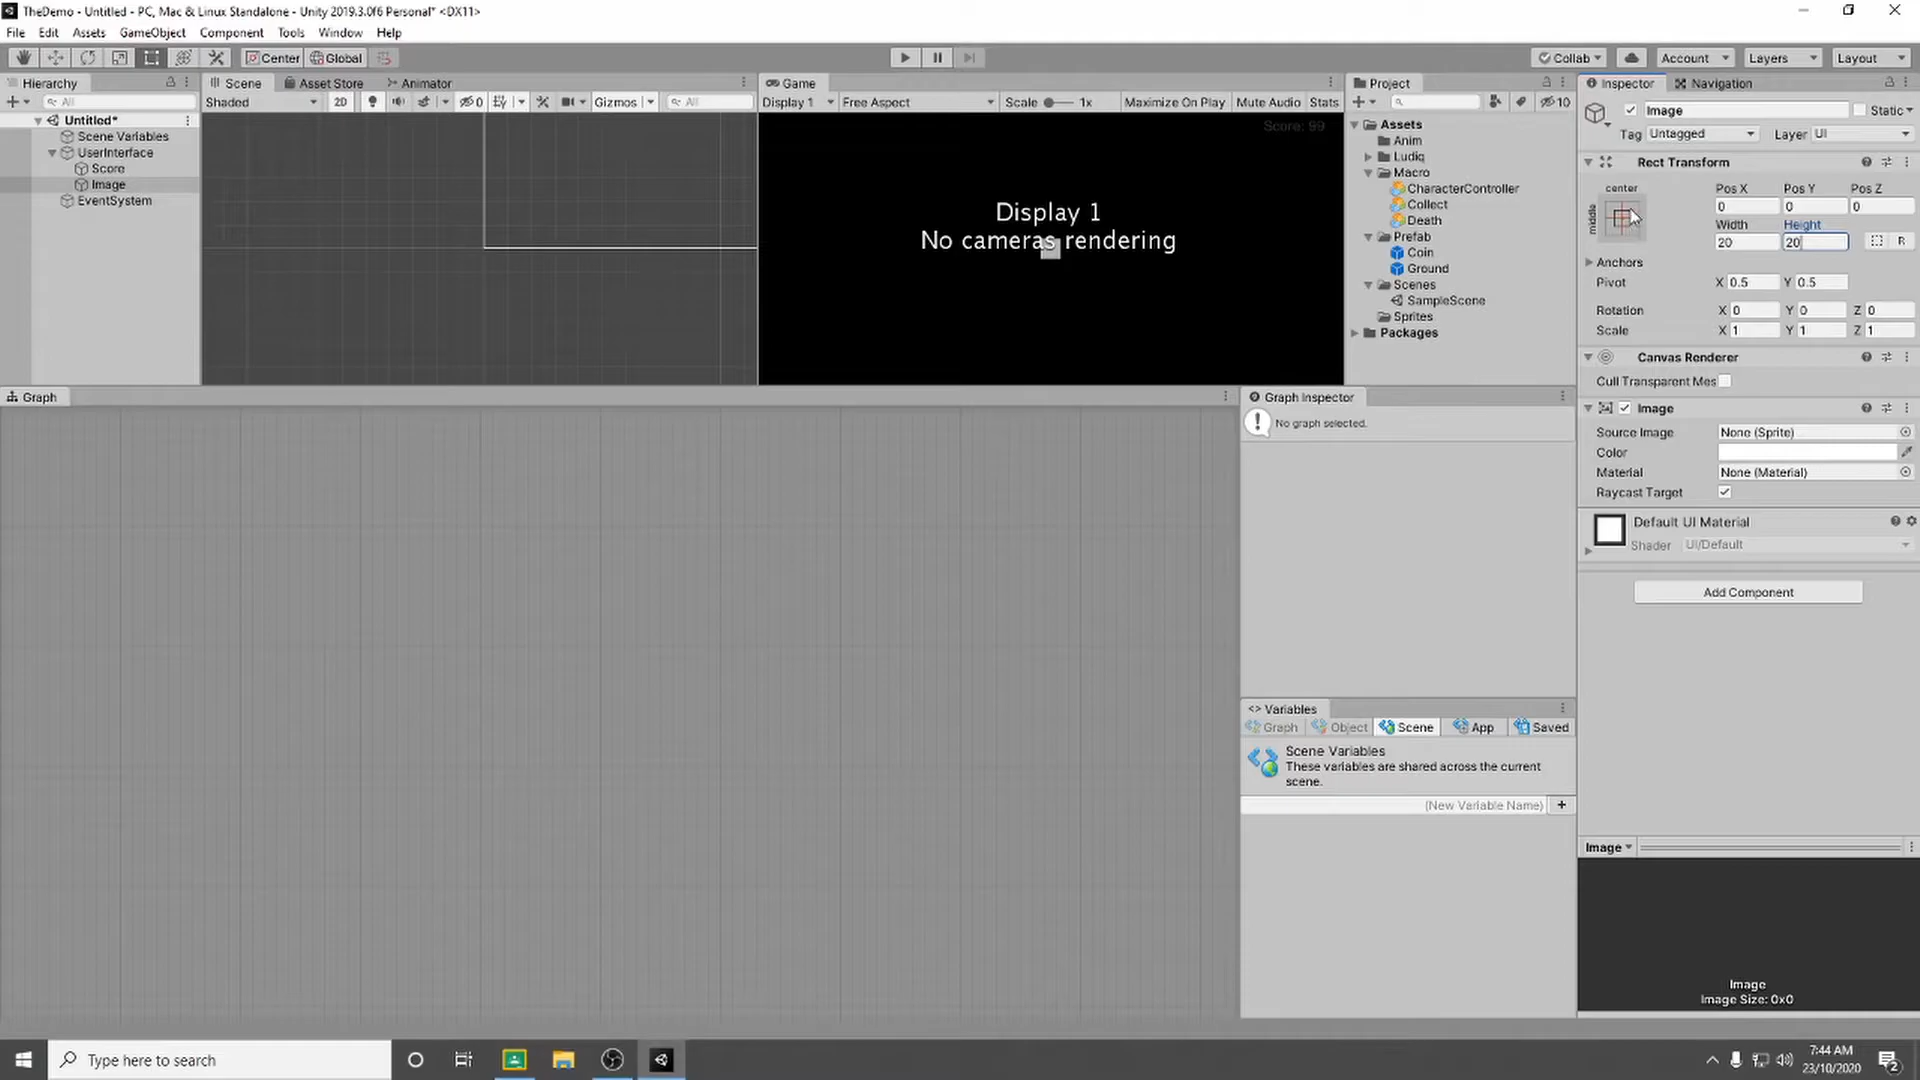 TheDemo - Untitled - PC, Mac & Linux Standalone - Unity 2019.3.0f6 Personal* <DX11>
File Edit Assets GameObject Component Tools Window Help
Center Global Collab Account Layers Layout
Hierarchy
All
Untitled*
Scene Variables
UserInterface
Score
Image
EventSystem
Scene Asset Store Animator
Shaded 2D 0 Gizmos All
Game
Display 1 Free Aspect Scale 1x Maximize On Play Mute Audio Stats
Score: 99
Display 1
No cameras rendering
Project
10
Assets
Anim
Ludiq
Macro
CharacterController
Collect
Death
Prefab
Coin
Ground
Scenes
SampleScene
Sprites
Packages
Inspector Navigation
Image Static
Tag Untagged Layer UI
Rect Transform
center Pos X Pos Y Pos Z
middle 0 0 0
Width Height
20 20 R
Anchors
Pivot X 0.5 Y 0.5
Rotation X 0 Y 0 Z 0
Scale X 1 Y 1 Z 1
Canvas Renderer
Cull Transparent Mes
Image
Source Image None (Sprite)
Color
Material None (Material)
Raycast Target
Default UI Material
Shader UI/Default
Add Component
Image
Image
Image Size: 0x0
Graph
Graph Inspector
No graph selected.
<> Variables
Graph Object Scene App Saved
Scene Variables
These variables are shared across the current
scene.
(New Variable Name) +
Type here to search
7:44 AM
23/10/2020
2